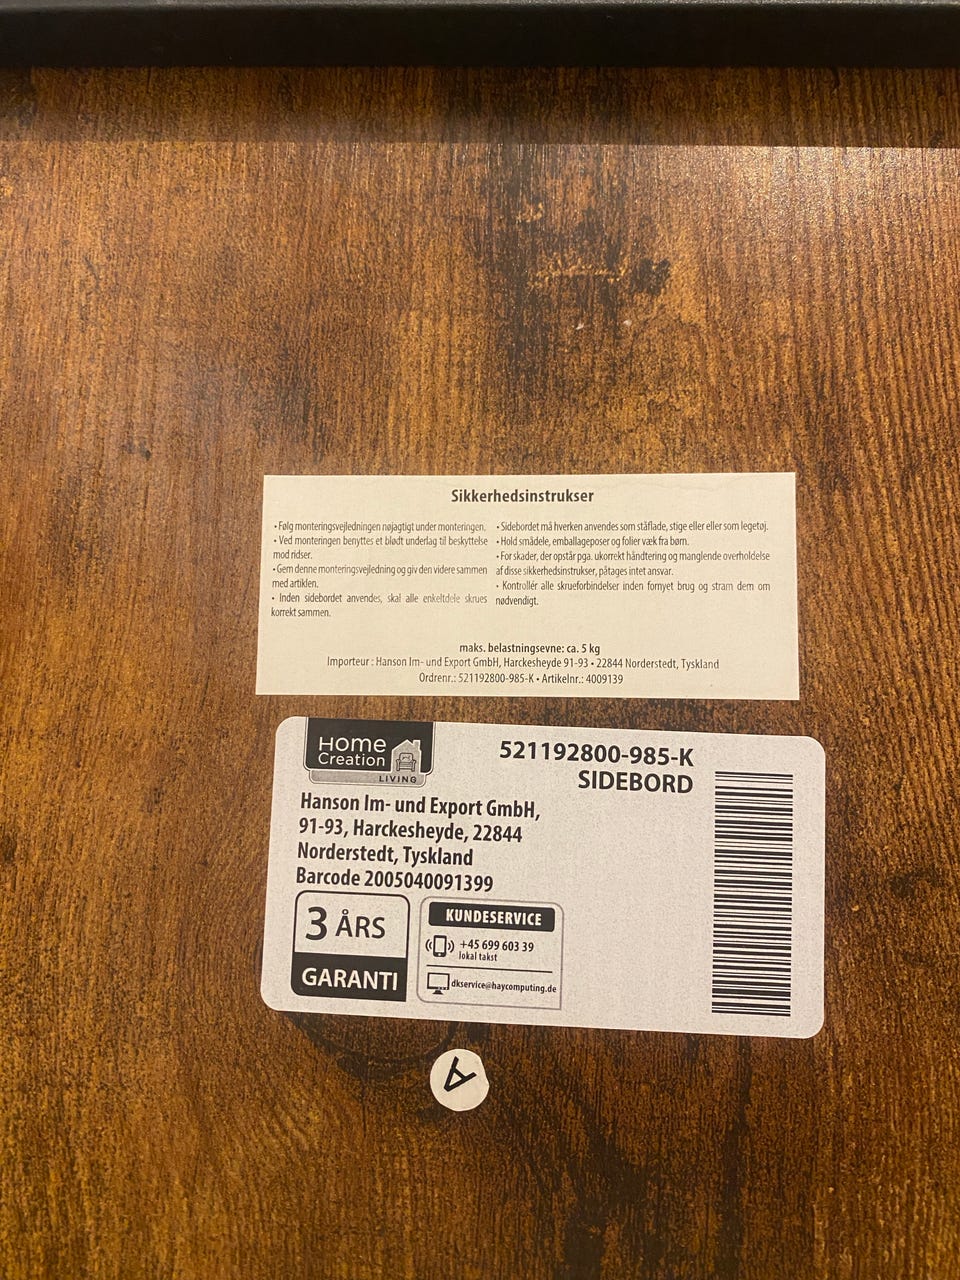 Sikkerhedsinstrukser
• Følg monteringsvejledningen nøjagtigt under monteringen.
• Ved monteringen benyttes et blødt underlag til beskyttelse
mod ridser.
• Gem denne monteringsvejledning og giv den videre sammen
med artiklen.
• Inden sidebordet anvendes, skal alle enkeltdele skrues
korrekt sammen.
• Sidebordet må hverken anvendes som ståflade, stige eller eller som legetøj.
• Hold smådele, emballageposer og folier væk fra børn.
• For skader, der opstår pga. ukorrekt håndtering og manglende overholdelse
af disse sikkerhedsinstrukser, påtages intet ansvar.
• Kontrollér alle skrueforbindelser inden fornyet brug og stram dem om
nødvendigt.
maks. belastningsevne: ca. 5 kg
Importeur : Hanson Im- und Export GmbH, Harckesheyde 91-93 • 22844 Norderstedt, Tyskland
Ordrenr.: 521192800-985-K • Artikelnr.: 4009139
Home
Creation
LIVING
521192800-985-K
SIDEBORD
Hanson Im- und Export GmbH,
91-93, Harckesheyde, 22844
Norderstedt, Tyskland
Barcode 2005040091399
3 ÅRS
GARANTI
KUNDESERVICE
+45 699 603 39
lokal takst
dkservice@haycomputing.de
A